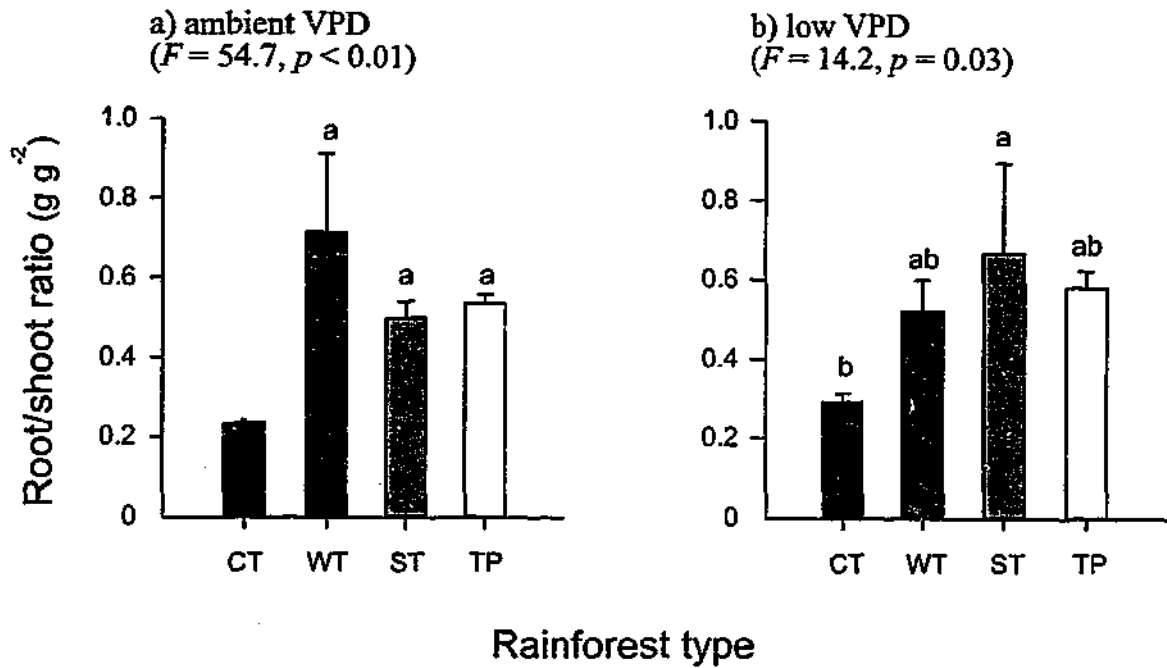 a) ambient VPD
(F = 54.7, p < 0.01)
b) low VPD
(F = 14.2, p = 0.03)
Root/shoot ratio (g g⁻²)
1.0
0.8
0.6
0.4
0.2
0
a
a
a
CT WT ST TP
1.0
0.8
0.6
0.4
0.2
0
b
ab
a
ab
CT WT ST TP
Rainforest type